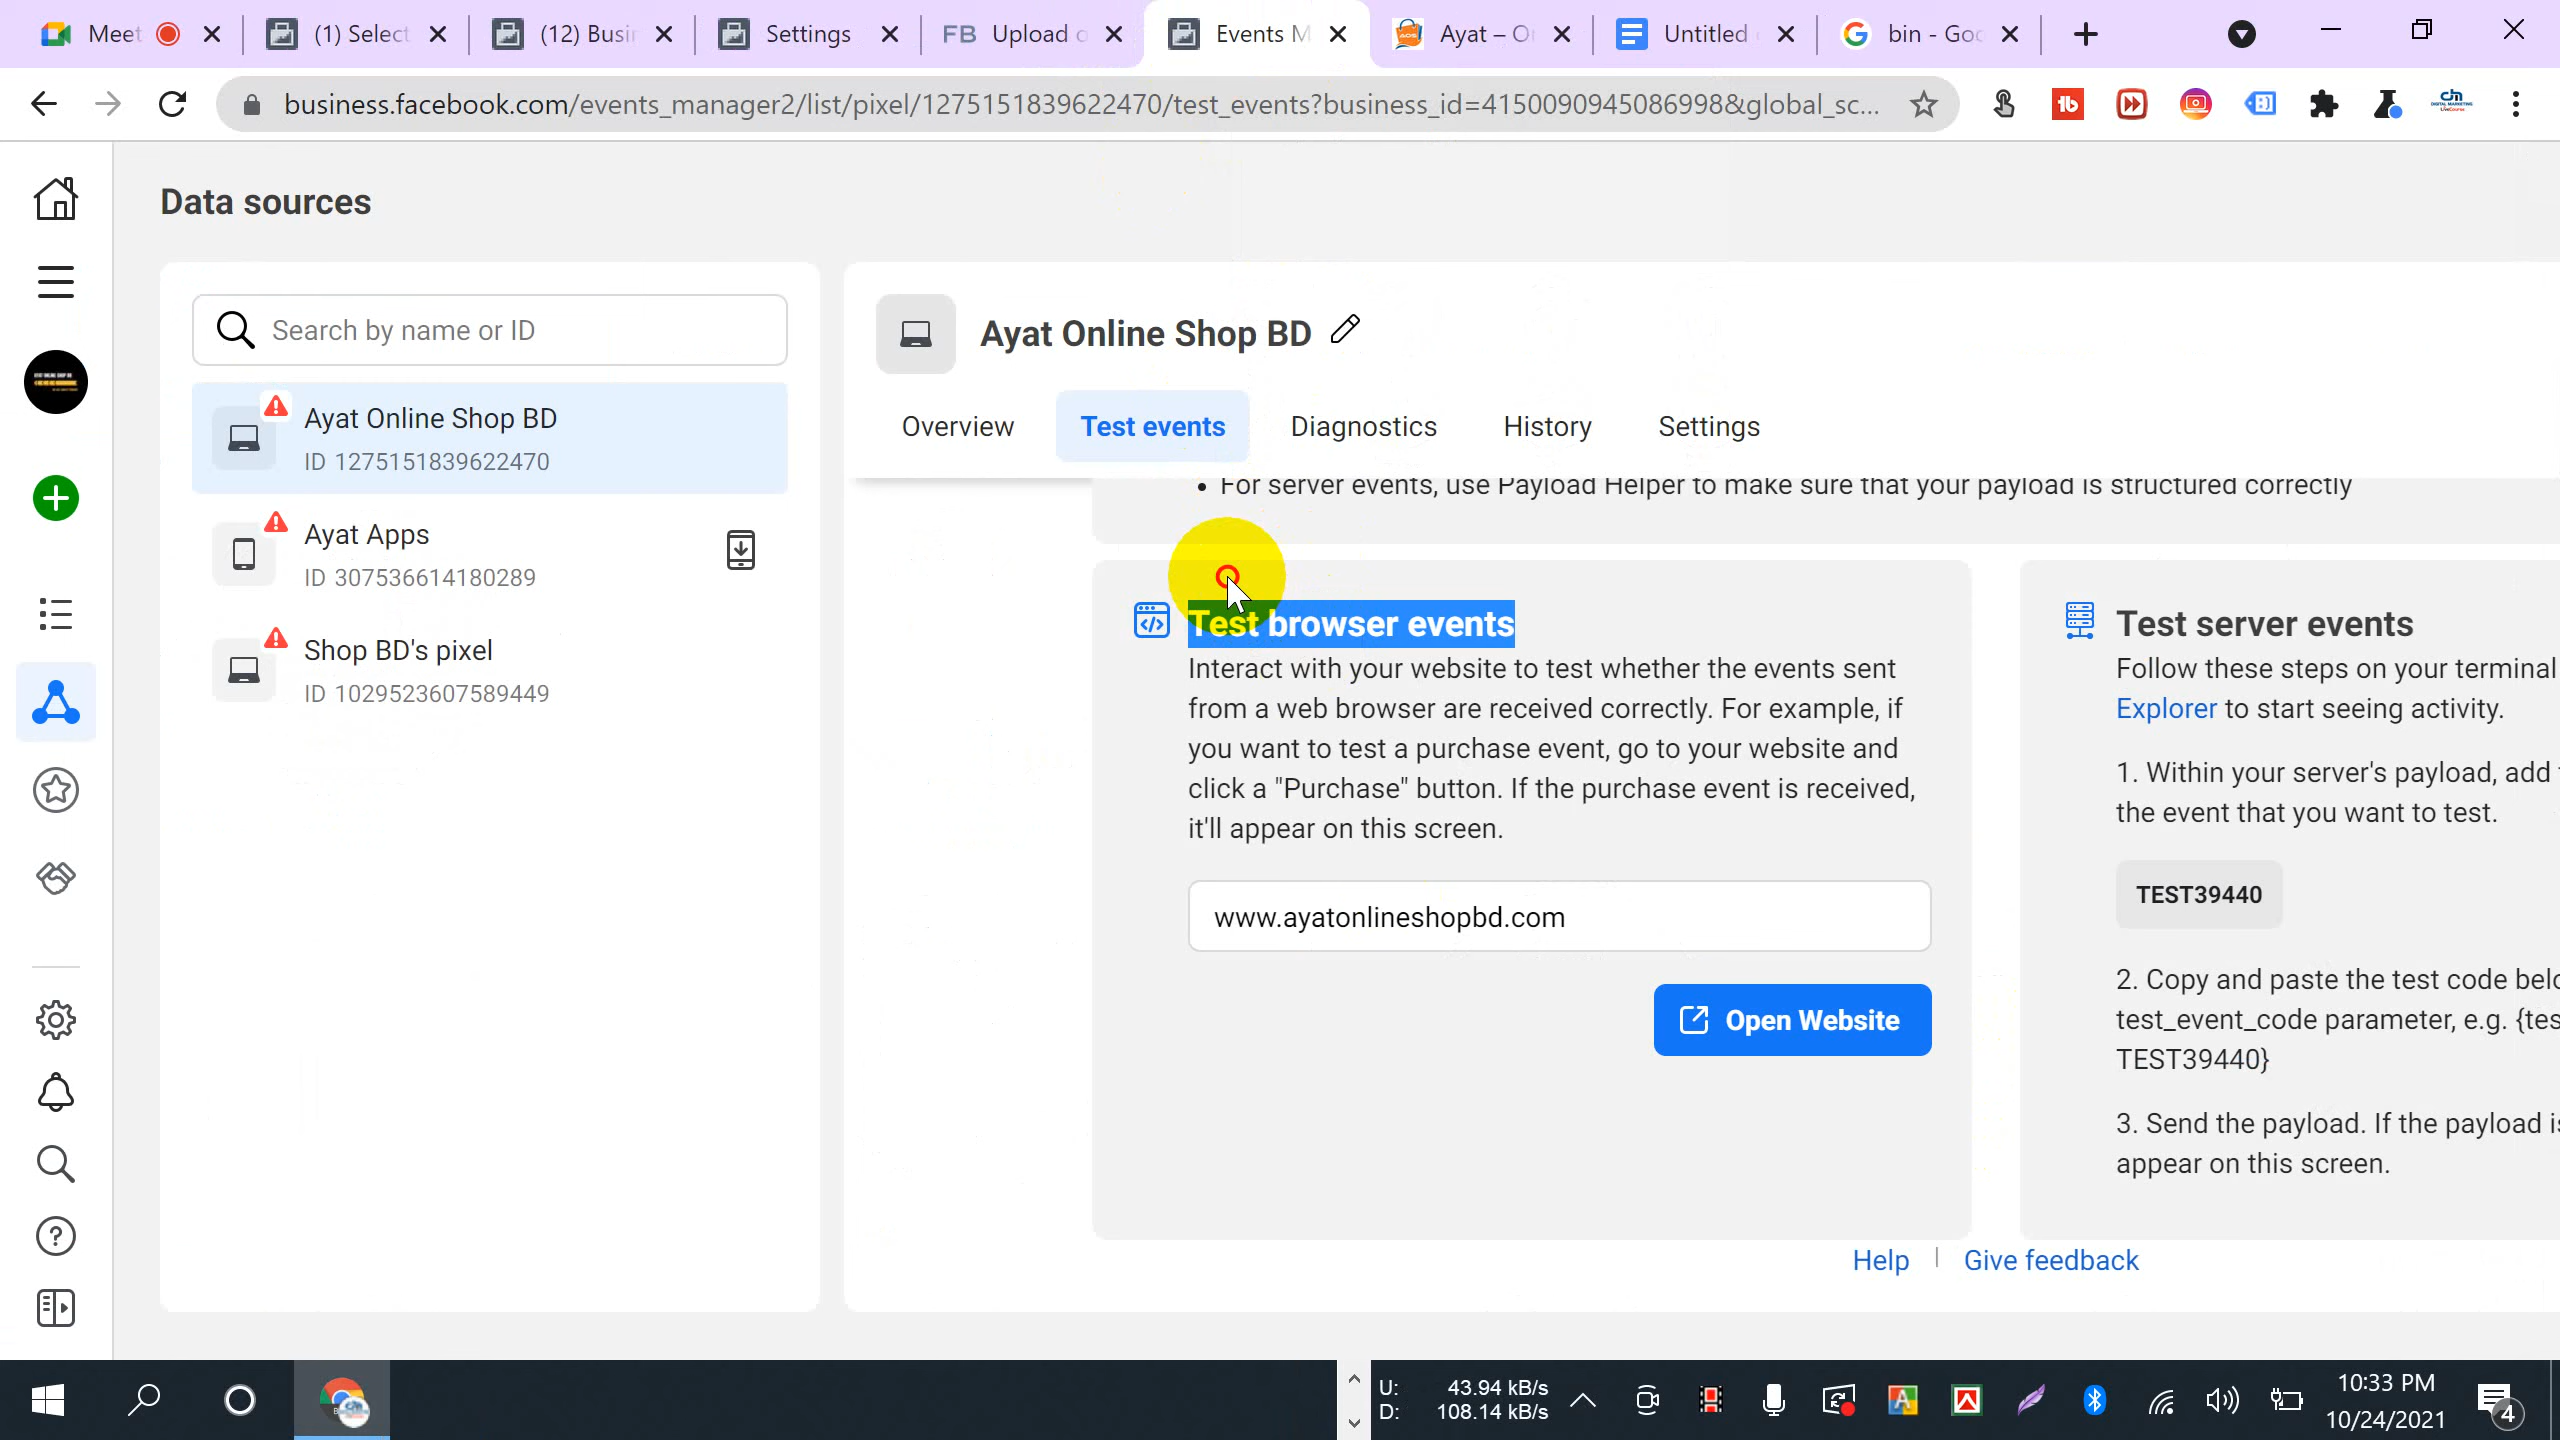 Meet
(1) Select
(12) Busi
Settings
FB Upload
Events M
Ayat – O
Untitled
bin - Goo
business.facebook.com/events_manager2/list/pixel/1275151839622470/test_events?business_id=4150090945086998&global_sc...
Data sources
Search by name or ID
Ayat Online Shop BD
ID 1275151839622470
Ayat Apps
ID 307536614180289
Shop BD's pixel
ID 1029523607589449
Ayat Online Shop BD
Overview
Test events
Diagnostics
History
Settings
• For server events, use Payload Helper to make sure that your payload is structured correctly
Test browser events
Interact with your website to test whether the events sent
from a web browser are received correctly. For example, if
you want to test a purchase event, go to your website and
click a "Purchase" button. If the purchase event is received,
it'll appear on this screen.
www.ayatonlineshopbd.com
Open Website
Test server events
Follow these steps on your terminal
Explorer to start seeing activity.
1. Within your server's payload, add
the event that you want to test.
TEST39440
2. Copy and paste the test code belo
test_event_code parameter, e.g. {tes
TEST39440}
3. Send the payload. If the payload is
appear on this screen.
Help
Give feedback
U: 43.94 kB/s
D: 108.14 kB/s
10:33 PM
10/24/2021
4